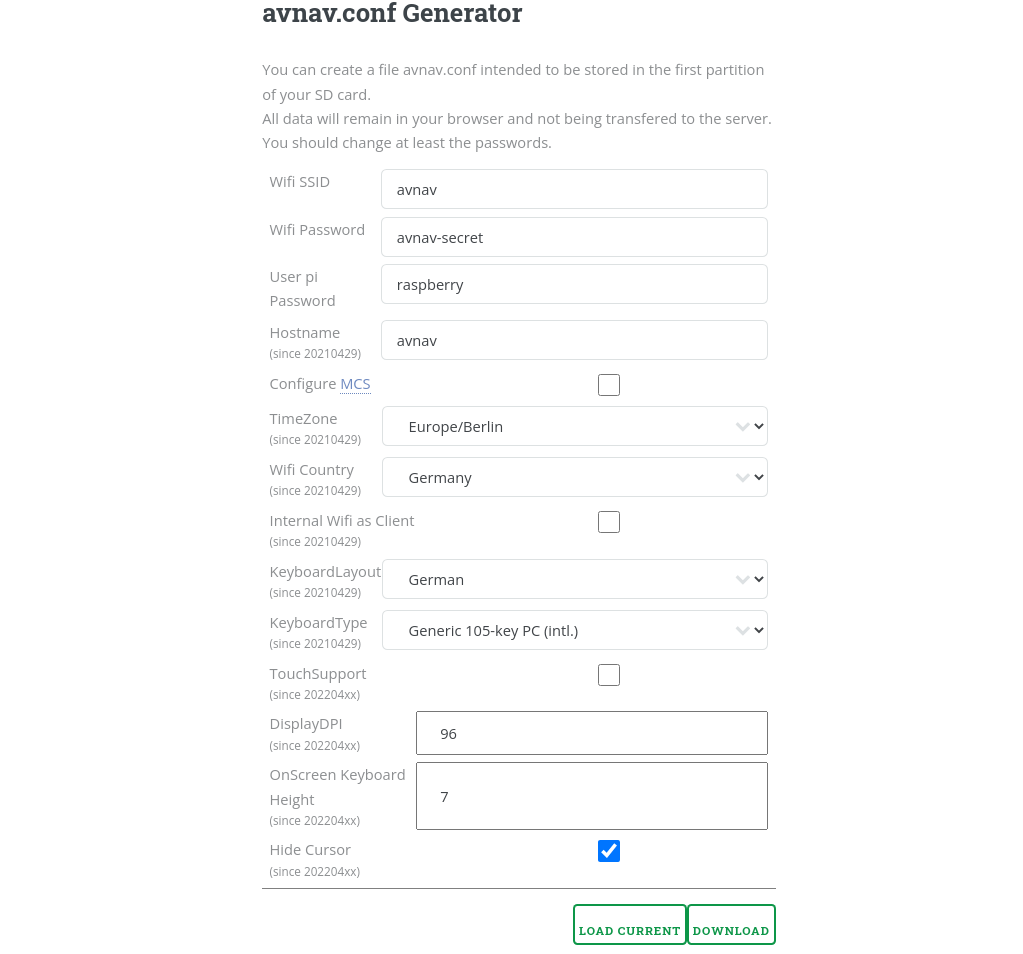 avnav.conf Generator
You can create a file avnav.conf intended to be stored in the first partition
of your SD card.
All data will remain in your browser and not being transfered to the server.
You should change at least the passwords.
Wifi SSID
avnav
Wifi Password
avnav-secret
User pi
Password
raspberry
Hostname
(since 20210429)
avnav
Configure MCS
TimeZone
(since 20210429)
Europe/Berlin
Wifi Country
(since 20210429)
Germany
Internal Wifi as Client
(since 20210429)
KeyboardLayout
(since 20210429)
German
KeyboardType
(since 20210429)
Generic 105-key PC (intl.)
TouchSupport
(since 202204xx)
DisplayDPI
(since 202204xx)
96
OnScreen Keyboard
Height
(since 202204xx)
7
Hide Cursor
(since 202204xx)
LOAD CURRENT DOWNLOAD